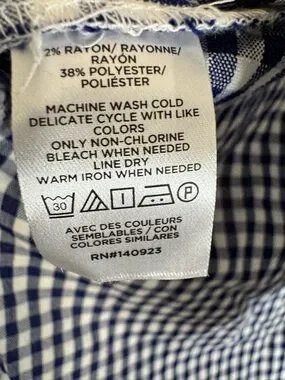 2% RAYON/ RAYONNE/
RAYÓN
38% POLYESTER/
POLIÉSTER
MACHINE WASH COLD
DELICATE CYCLE WITH LIKE
COLORS
ONLY NON-CHLORINE
BLEACH WHEN NEEDED
LINE DRY
WARM IRON WHEN NEEDED
30 P
AVEC DES COULEURS
SEMBLABLES / CON
COLORES SIMILARES
RN#140923